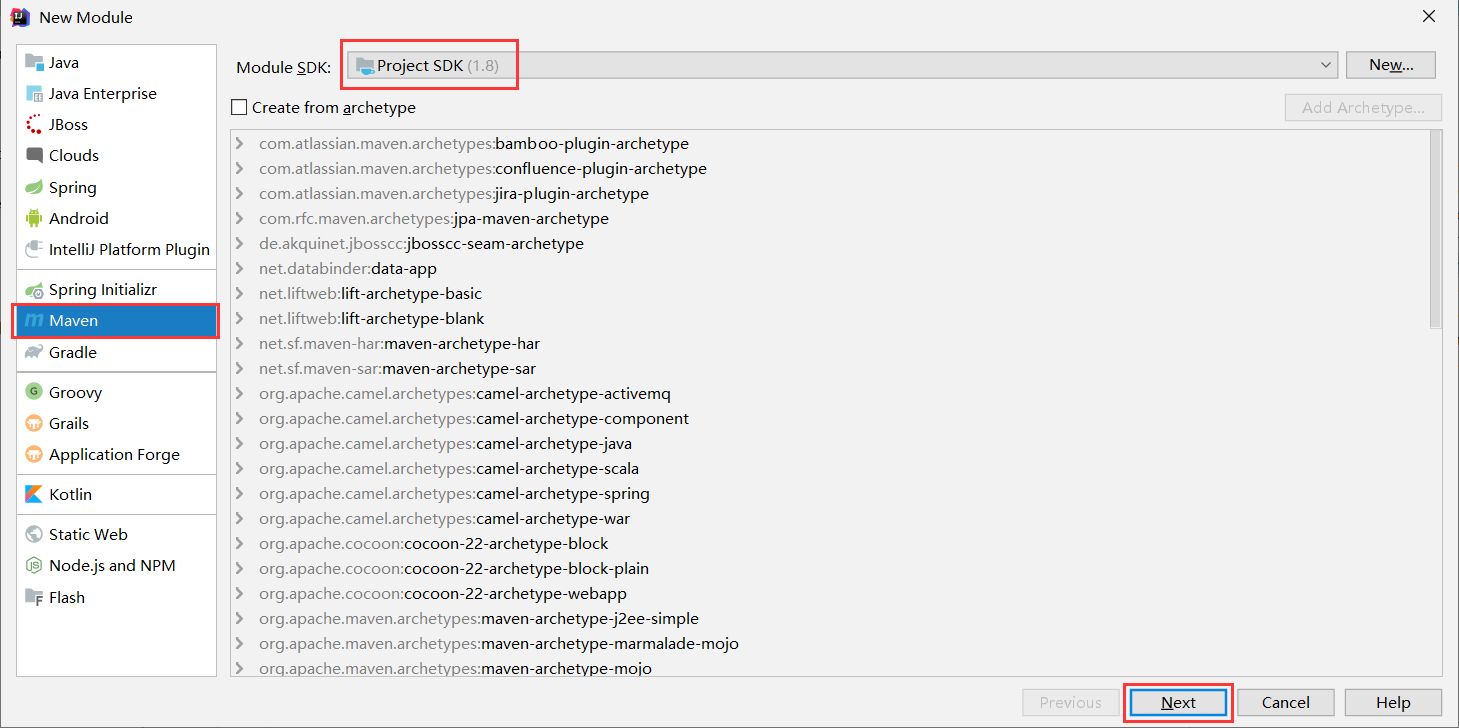 New Module
Java
Java Enterprise
JBoss
Clouds
Spring
Android
IntelliJ Platform Plugin
Spring Initializr
Maven
Gradle
Groovy
Grails
Application Forge
Kotlin
Static Web
Node.js and NPM
Flash
Module SDK: Project SDK (1.8) New...
Create from archetype Add Archetype...
com.atlassian.maven.archetypes:bamboo-plugin-archetype
com.atlassian.maven.archetypes:confluence-plugin-archetype
com.atlassian.maven.archetypes:jira-plugin-archetype
com.rfc.maven.archetypes:jpa-maven-archetype
de.akquinet.jbosscc:jbosscc-seam-archetype
net.databinder:data-app
net.liftweb:lift-archetype-basic
net.liftweb:lift-archetype-blank
net.sf.maven-har:maven-archetype-har
net.sf.maven-sar:maven-archetype-sar
org.apache.camel.archetypes:camel-archetype-activemq
org.apache.camel.archetypes:camel-archetype-component
org.apache.camel.archetypes:camel-archetype-java
org.apache.camel.archetypes:camel-archetype-scala
org.apache.camel.archetypes:camel-archetype-spring
org.apache.camel.archetypes:camel-archetype-war
org.apache.cocoon:cocoon-22-archetype-block
org.apache.cocoon:cocoon-22-archetype-block-plain
org.apache.cocoon:cocoon-22-archetype-webapp
org.apache.maven.archetypes:maven-archetype-j2ee-simple
org.apache.maven.archetypes:maven-archetype-marmalade-mojo
org.apache.maven.archetypes:maven-archetype-mojo
Previous Next Cancel Help